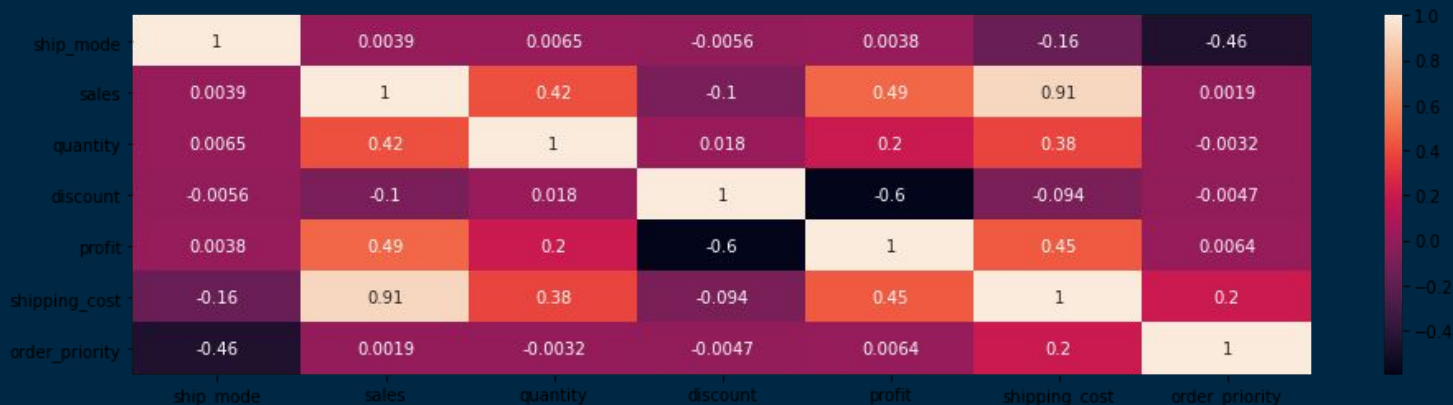 ship_mode 1 0.0039 0.0065 -0.0056 0.0038 -0.16 -0.46
sales 0.0039 1 0.42 -0.1 0.49 0.91 0.0019
quantity 0.0065 0.42 1 0.018 0.2 0.38 -0.0032
discount -0.0056 -0.1 0.018 1 -0.6 -0.094 -0.0047
profit 0.0038 0.49 0.2 -0.6 1 0.45 0.0064
shipping_cost -0.16 0.91 0.38 -0.094 0.45 1 0.2
order_priority -0.46 0.0019 -0.0032 -0.0047 0.0064 0.2 1
ship_mode sales quantity discount profit shipping_cost order_priority
1.0
0.8
0.6
0.4
0.2
0.0
−0.2
−0.4